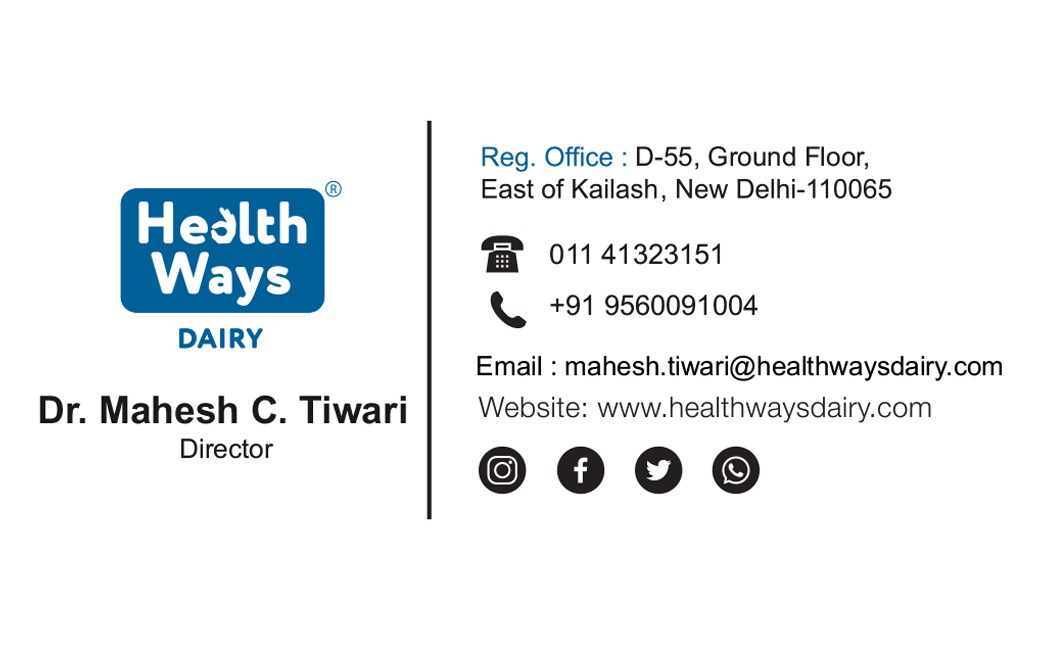 Health
Ways
®
DAIRY
Dr. Mahesh C. Tiwari
Director
Reg. Office : D-55, Ground Floor,
East of Kailash, New Delhi-110065
011 41323151
+91 9560091004
Email : mahesh.tiwari@healthwaysdairy.com
Website: www.healthwaysdairy.com